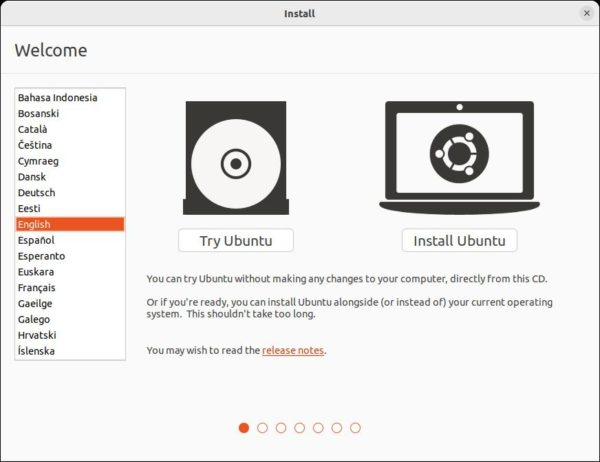 Install
Welcome
Bahasa Indonesia
Bosanski
Català
Čeština
Cymraeg
Dansk
Deutsch
Eesti
English
Español
Esperanto
Euskara
Français
Gaeilge
Galego
Hrvatski
Íslenska
Try Ubuntu
Install Ubuntu
You can try Ubuntu without making any changes to your computer, directly from this CD.
Or if you're ready, you can install Ubuntu alongside (or instead of) your current operating
system. This shouldn't take too long.
You may wish to read the release notes.